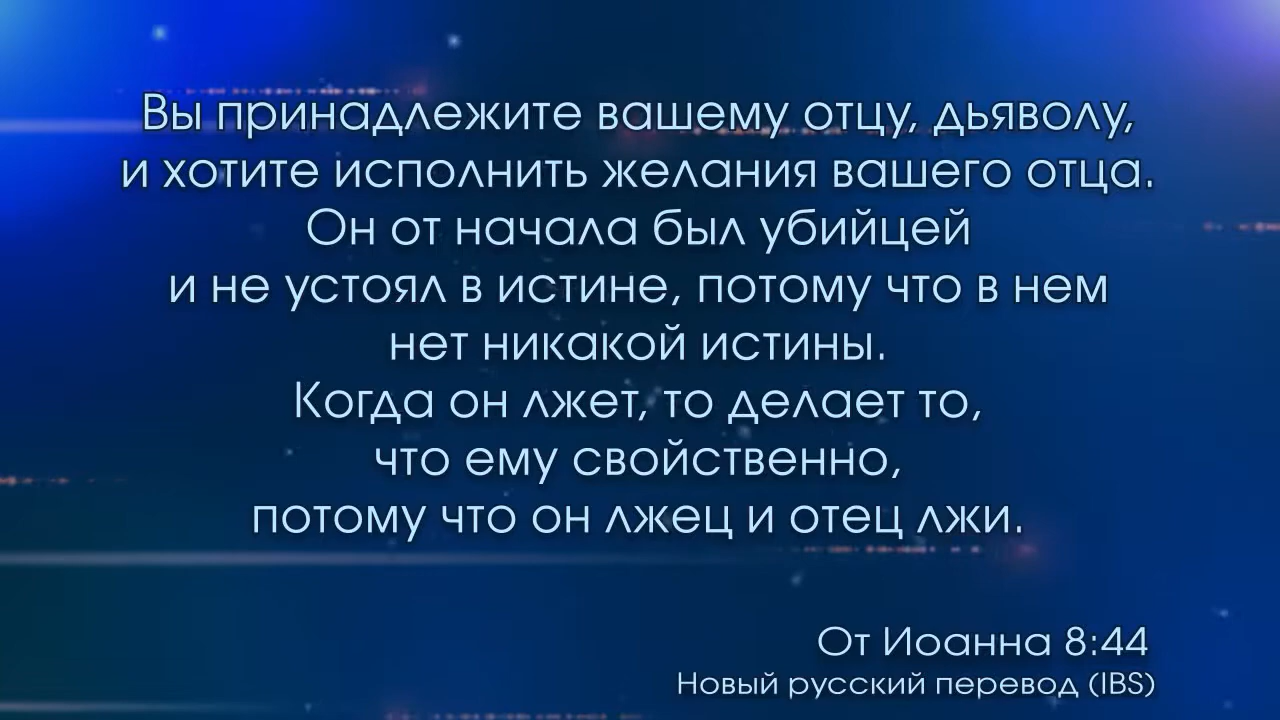 Вы принадлежите вашему отцу, дьяволу,
и хотите исполнить желания вашего отца.
Он от начала был убийцей
и не устоял в истине, потому что в нем
нет никакой истины.
Когда он лжет, то делает то,
что ему свойственно,
потому что он лжец и отец лжи.
От Иоанна 8:44
Новый русский перевод (IBS)